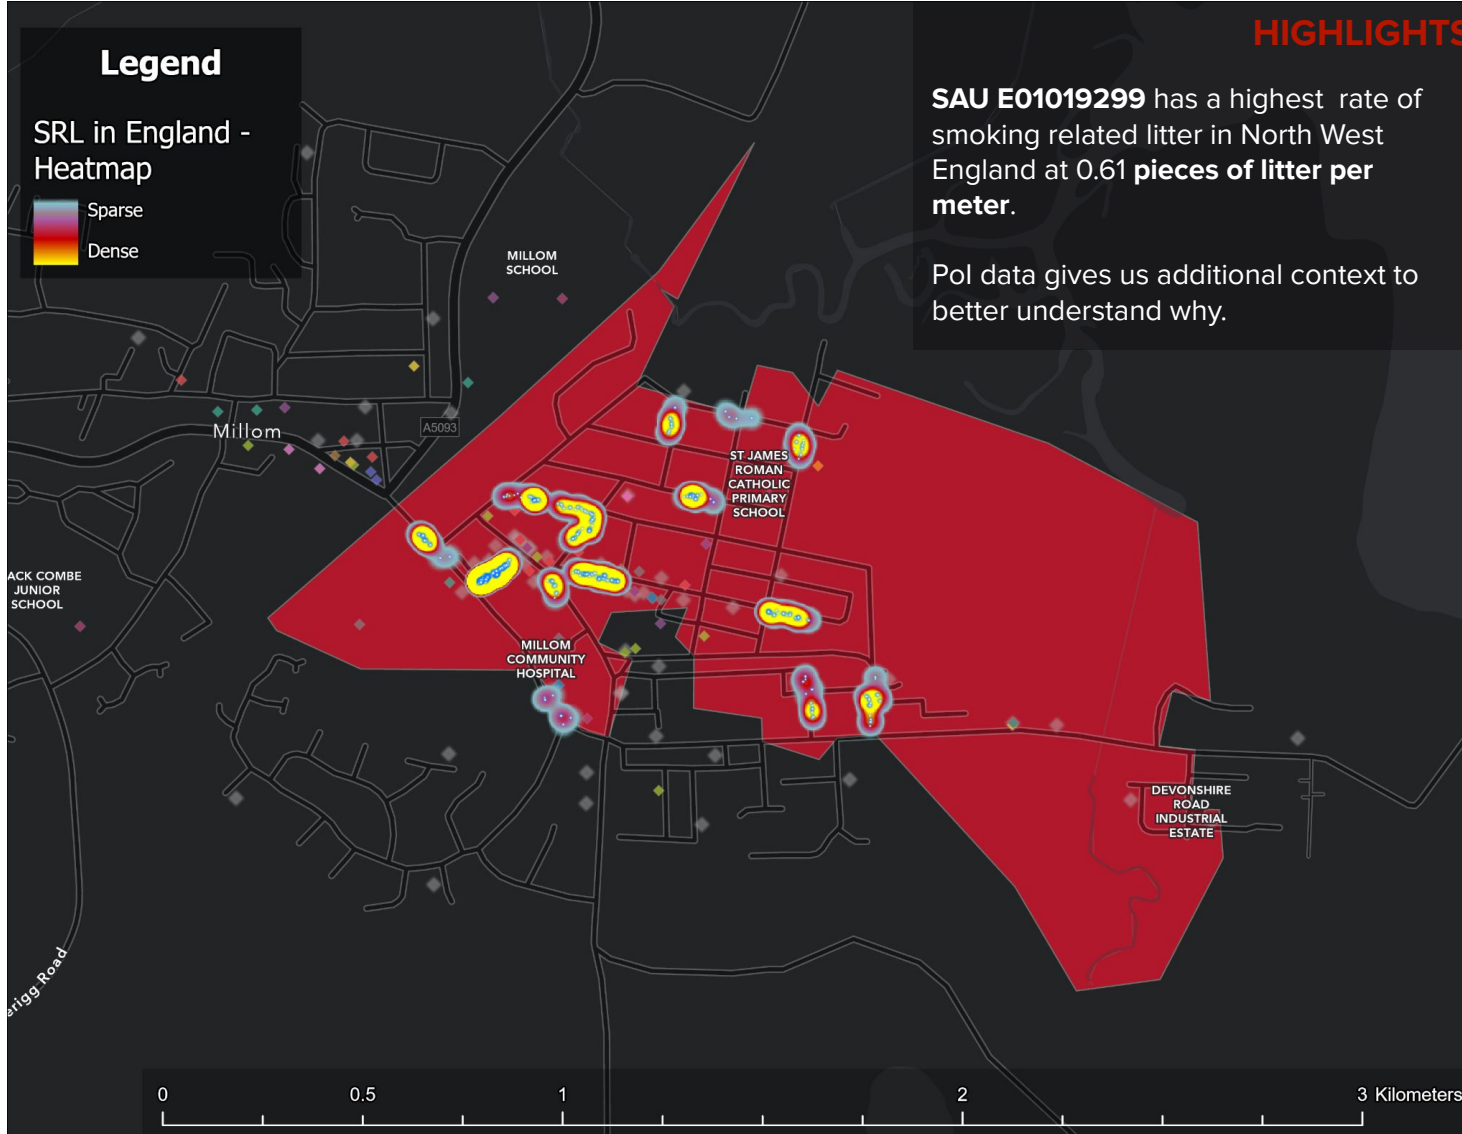 HIGHLIGHTS
SAU E01019299 has a highest rate of
smoking related litter in North West
England at 0.61 pieces of litter per
meter.
PoI data gives us additional context to
better understand why.
Legend
SRL in England -
Heatmap
Sparse
Dense
MILLOM
SCHOOL
Millom
A5093
ST JAMES
ROMAN
CATHOLIC
PRIMARY
SCHOOL
ACK COMBE
JUNIOR
SCHOOL
MILLOM
COMMUNITY
HOSPITAL
DEVONSHIRE
ROAD
INDUSTRIAL
ESTATE
erigg Road
0 0.5 1 2 3 Kilometers